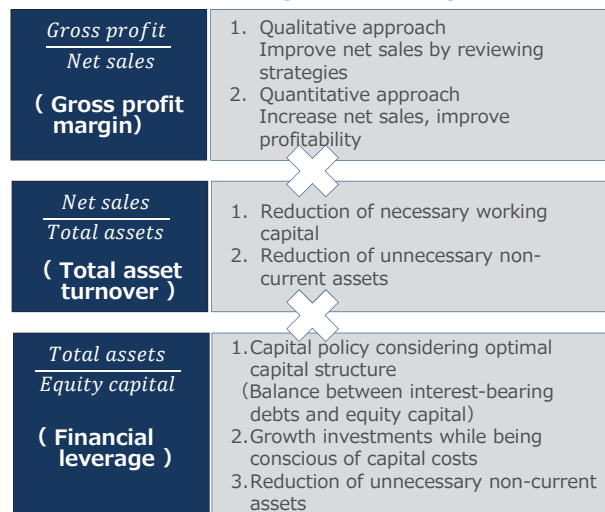 Gross profit
Net sales
( Gross profit
margin)
1. Qualitative approach
Improve net sales by reviewing
strategies
2. Quantitative approach
Increase net sales, improve
profitability
Net sales
Total assets
( Total asset
turnover )
1. Reduction of necessary working
capital
2. Reduction of unnecessary non-
current assets
Total assets
Equity capital
( Financial
leverage )
1.Capital policy considering optimal
capital structure
(Balance between interest-bearing
debts and equity capital)
2.Growth investments while being
conscious of capital costs
3.Reduction of unnecessary non-current
assets